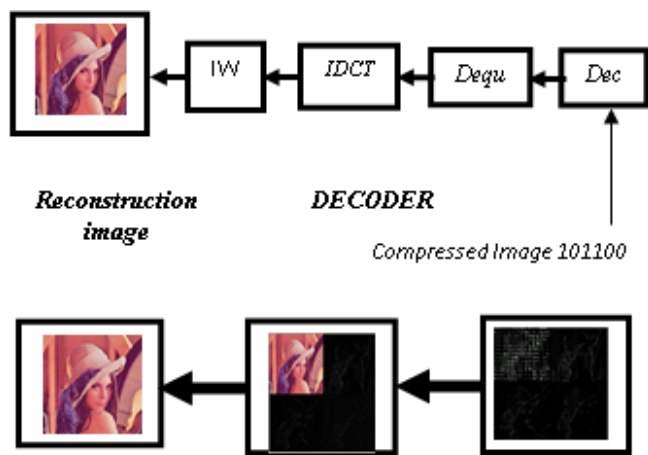 IW IDCT Dequ Dec
Reconstruction DECODER
image
Compressed Image 101100